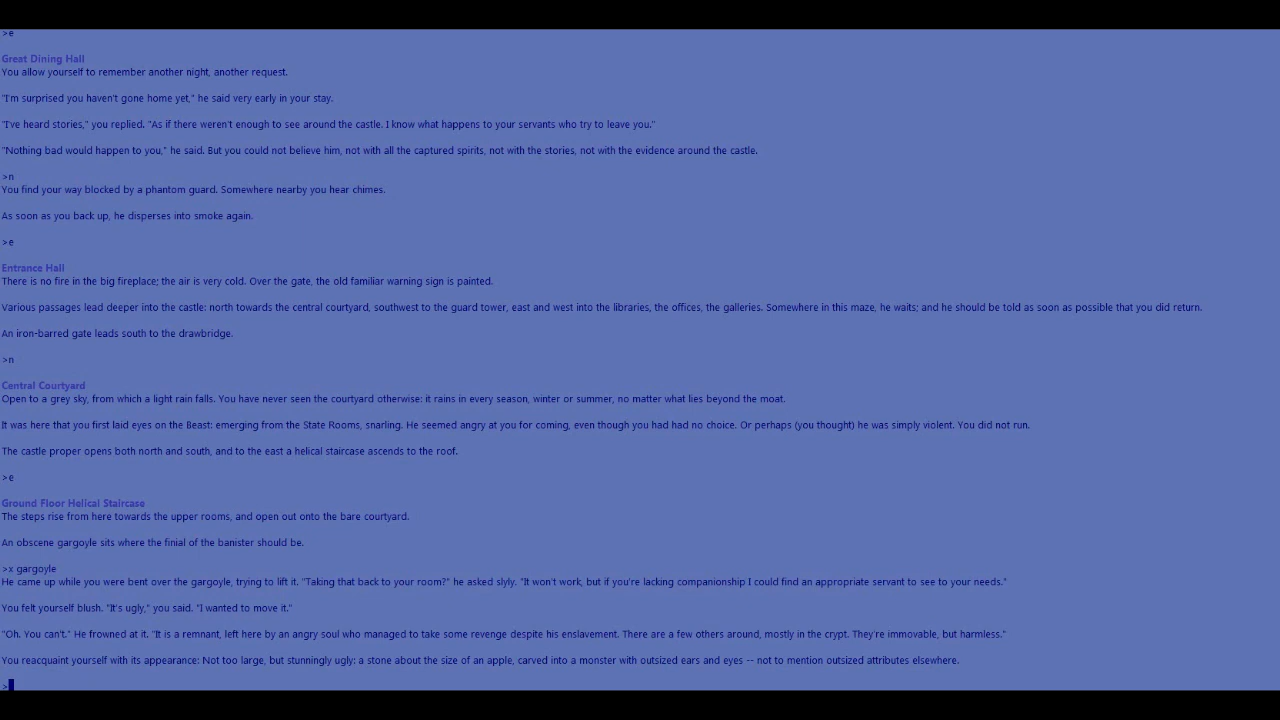 >e
Great Dining Hall
You allow yourself to remember another night, another request.
"I'm surprised you haven't gone home yet," he said very early in your stay.
"I've heard stories," you replied. "As if there weren't enough to see around the castle. I know what happens to your servants who try to leave you."
"Nothing bad would happen to you," he said. But you could not believe him, not with all the captured spirits, not with the stories, not with the evidence around the castle.
>n
You find your way blocked by a phantom guard. Somewhere nearby you hear chimes.
As soon as you back up, he disperses into smoke again.
>e
Entrance Hall
There is no fire in the big fireplace; the air is very cold. Over the gate, the old familiar warning sign is painted.
Various passages lead deeper into the castle: north towards the central courtyard, southwest to the guard tower, east and west into the libraries, the offices, the galleries. Somewhere in this maze, he waits; and he should be told as soon as possible that you did return.
An iron-barred gate leads south to the drawbridge.
>n
Central Courtyard
Open to a grey sky, from which a light rain falls. You have never seen the courtyard otherwise: it rains in every season, winter or summer, no matter what lies beyond the moat.
It was here that you first laid eyes on the Beast: emerging from the State Rooms, snarling. He seemed angry at you for coming, even though you had had no choice. Or perhaps (you thought) he was simply violent. You did not run.
The castle proper opens both north and south, and to the east a helical staircase ascends to the roof.
>e
Ground Floor Helical Staircase
The steps rise from here towards the upper rooms, and open out onto the bare courtyard.
An obscene gargoyle sits where the finial of the banister should be.
>x gargoyle
He came up while you were bent over the gargoyle, trying to lift it. "Taking that back to your room?" he asked slyly. "It won't work, but if you're lacking companionship I could find an appropriate servant to see to your needs."
You felt yourself blush. "It's ugly," you said. "I wanted to move it."
"Oh. You can't." He frowned at it. "It is a remnant, left here by an angry soul who managed to take some revenge despite his enslavement. There are a few others around, mostly in the crypt. They're immovable, but harmless."
You reacquaint yourself with its appearance: Not too large, but stunningly ugly: a stone about the size of an apple, carved into a monster with outsized ears and eyes -- not to mention outsized attributes elsewhere.
>